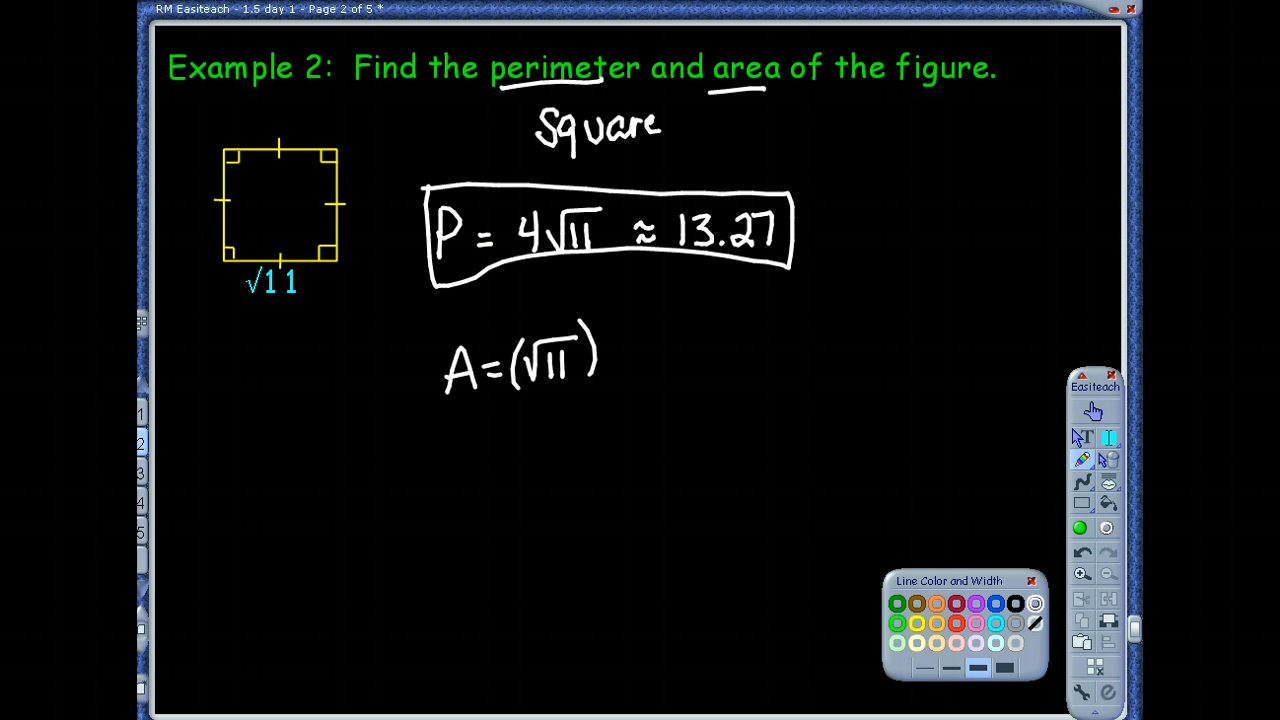 RM Easiteach - 1.5 day 1 - Page 2 of 5 *
Example 2: Find the perimeter and area of the figure.
Square
P = 4√11 ≈ 13.27
√11
A = (√11)
1
2
3
4
5
Easiteach
T
Line Color and Width